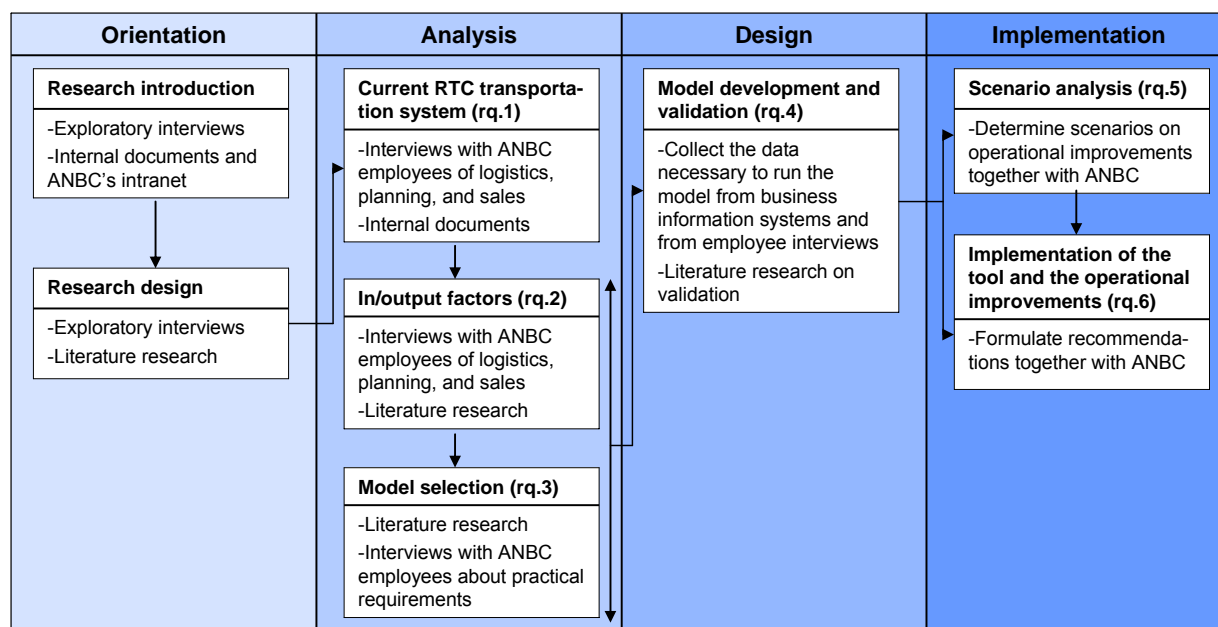 Orientation
Research introduction
-Exploratory interviews
-Internal documents and
ANBC's intranet
Research design
-Exploratory interviews
-Literature research
Analysis
Current RTC transporta-
tion system (rq.1)
-Interviews with ANBC
employees of logistics,
planning, and sales
-Internal documents
In/output factors (rq.2)
-Interviews with ANBC
employees of logistics,
planning, and sales
-Literature research
Model selection (rq.3)
-Literature research
-Interviews with ANBC
employees about practical
requirements
Design
Model development and
validation (rq.4)
-Collect the data
necessary to run the
model from business
information systems and
from employee interviews
-Literature research on
validation
Implementation
Scenario analysis (rq.5)
-Determine scenarios on
operational improvements
together with ANBC
Implementation of the
tool and the operational
improvements (rq.6)
-Formulate recommenda-
tions together with ANBC